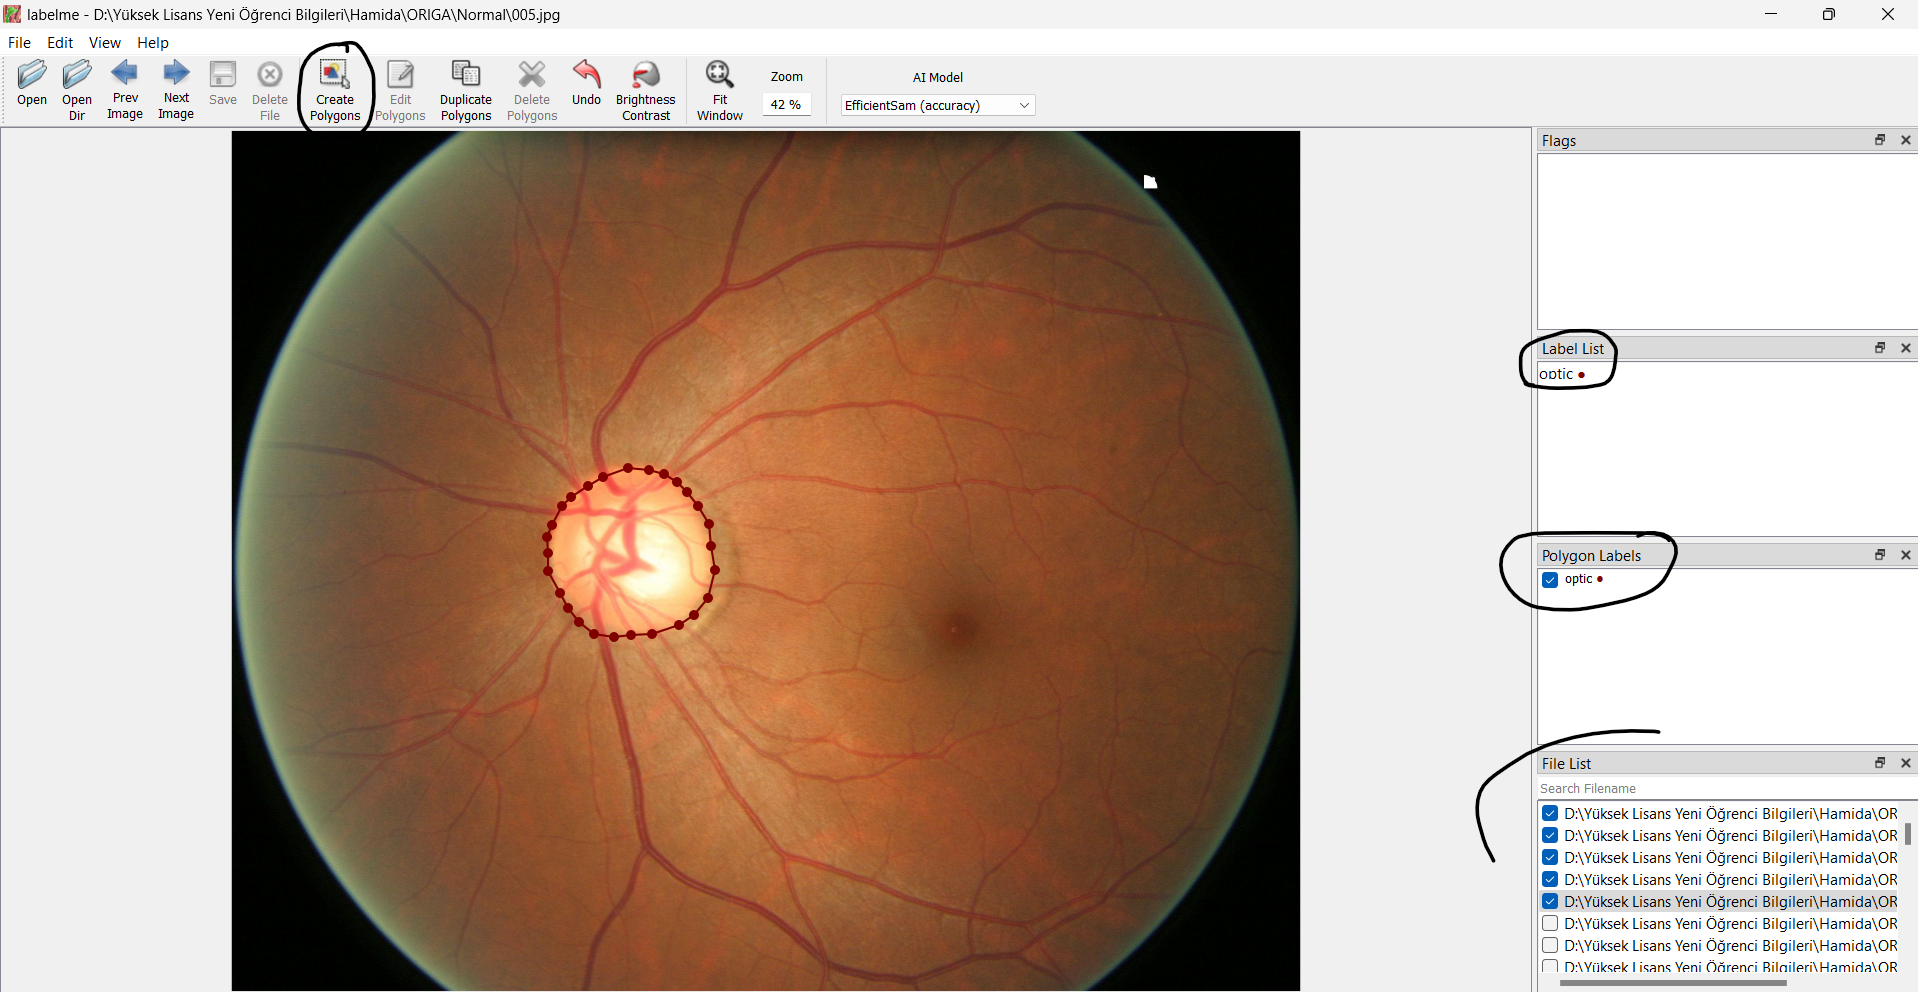 labelme - D:\Yüksek Lisans Yeni Öğrenci Bilgileri\Hamida\ORIGA\Normal\005.jpg
File Edit View Help
Open
Open Dir
Prev Image
Next Image
Save
Delete File
Create Polygons
Edit Polygons
Duplicate Polygons
Delete Polygons
Undo
Brightness Contrast
Fit Window
Zoom
42 %
AI Model
EfficientSam (accuracy)
Flags
Label List
optic
Polygon Labels
optic
File List
Search Filename
D:\Yüksek Lisans Yeni Öğrenci Bilgileri\Hamida\OR
D:\Yüksek Lisans Yeni Öğrenci Bilgileri\Hamida\OR
D:\Yüksek Lisans Yeni Öğrenci Bilgileri\Hamida\OR
D:\Yüksek Lisans Yeni Öğrenci Bilgileri\Hamida\OR
D:\Yüksek Lisans Yeni Öğrenci Bilgileri\Hamida\OR
D:\Yüksek Lisans Yeni Öğrenci Bilgileri\Hamida\OR
D:\Yüksek Lisans Yeni Öğrenci Bilgileri\Hamida\OR
D:\Yüksek Lisans Yeni Öğrenci Bilgileri\Hamida\OR